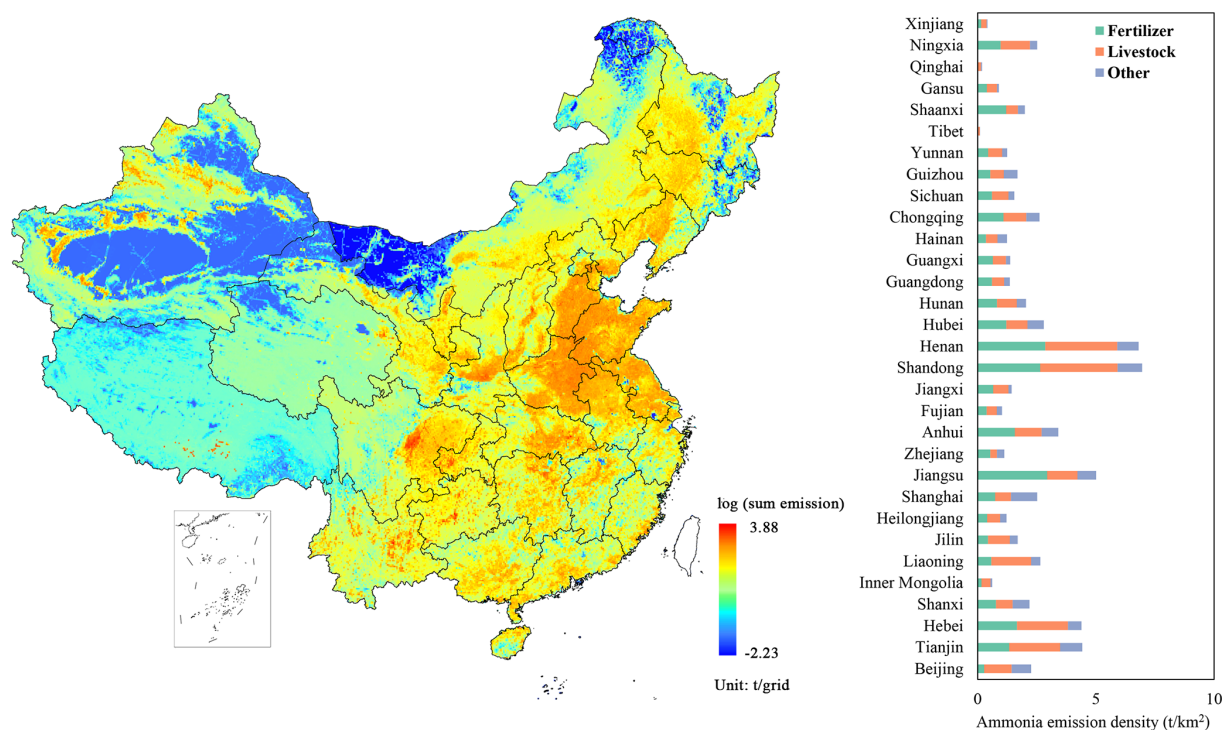 log (sum emission)
3.88
-2.23
Unit: t/grid
Fertilizer
Livestock
Other
Xinjiang
Ningxia
Qinghai
Gansu
Shaanxi
Tibet
Yunnan
Guizhou
Sichuan
Chongqing
Hainan
Guangxi
Guangdong
Hunan
Hubei
Henan
Shandong
Jiangxi
Fujian
Anhui
Zhejiang
Jiangsu
Shanghai
Heilongjiang
Jilin
Liaoning
Inner Mongolia
Shanxi
Hebei
Tianjin
Beijing
0 5 10
Ammonia emission density (t/km²)